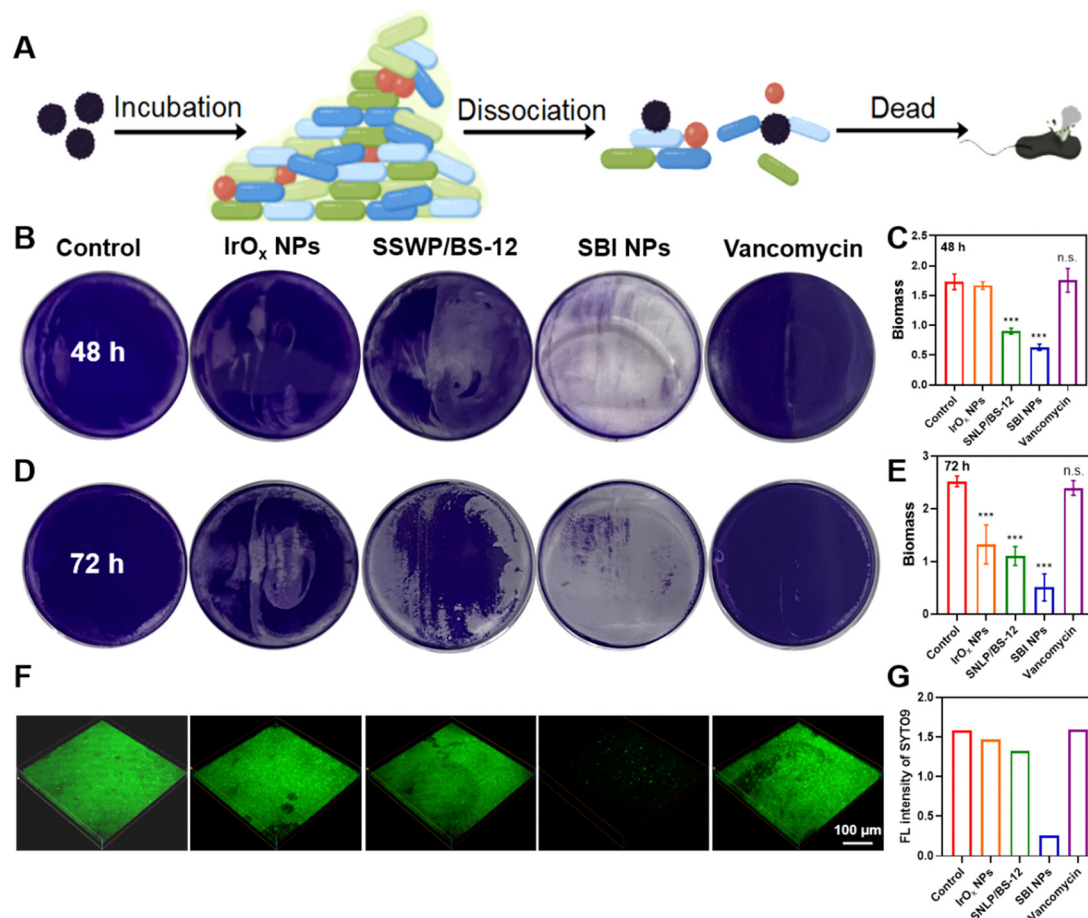 A
Incubation
Dissociation
Dead
B
Control
IrOₓ NPs
SSWP/BS-12
SBI NPs
Vancomycin
48 h
C
48 h
n.s.
***
***
Biomass
2.5
2.0
1.5
1.0
0.5
0.0
Control
IrOₓ NPs
SNLP/BS-12
SBI NPs
Vancomycin
D
72 h
E
72 h
n.s.
***
***
***
Biomass
3
2
1
0
Control
IrOₓ NPs
SNLP/BS-12
SBI NPs
Vancomycin
F
100 µm
G
FL intensity of SYTO9
2.0
1.5
1.0
0.5
0.0
Control
IrOₓ NPs
SNLP/BS-12
SBI NPs
Vancomycin